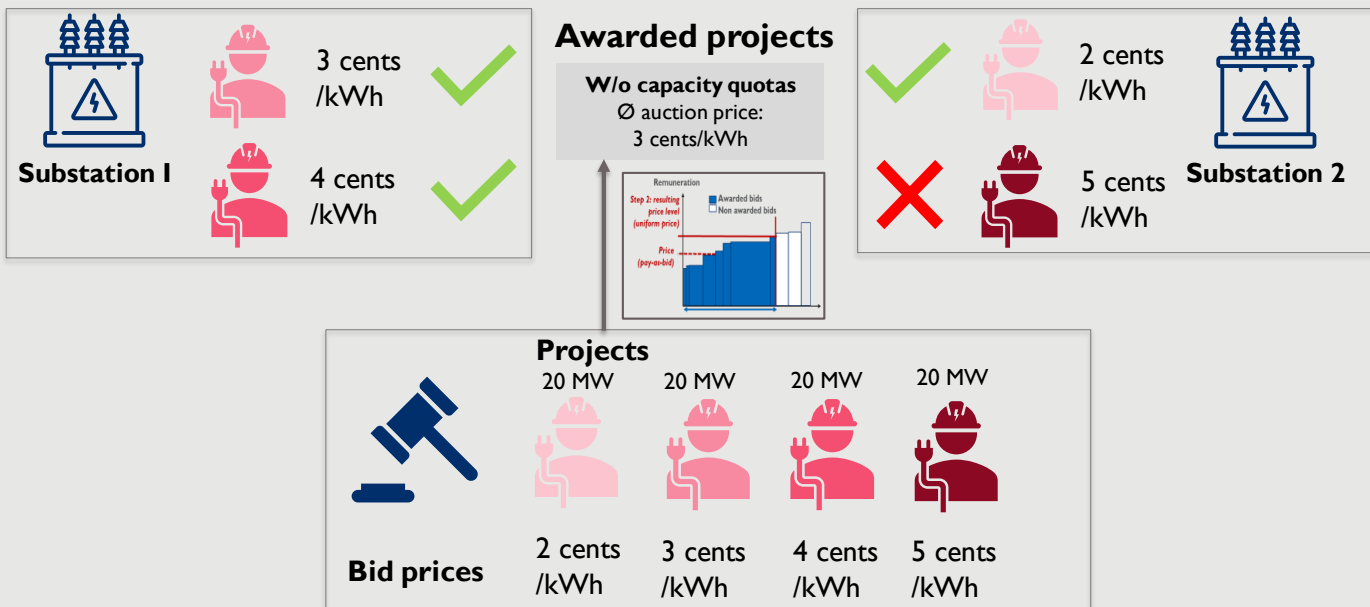 3 cents
/kWh
4 cents
/kWh
Substation 1
Awarded projects
W/o capacity quotas
Ø auction price:
3 cents/kWh
2 cents
/kWh
5 cents
/kWh
Substation 2
Remuneration
Step 2: resulting
price level
(uniform price)
Price
(pay-as-bid)
Awarded bids
Non awarded bids
Projects
20 MW
20 MW
20 MW
20 MW
Bid prices
2 cents
/kWh
3 cents
/kWh
4 cents
/kWh
5 cents
/kWh